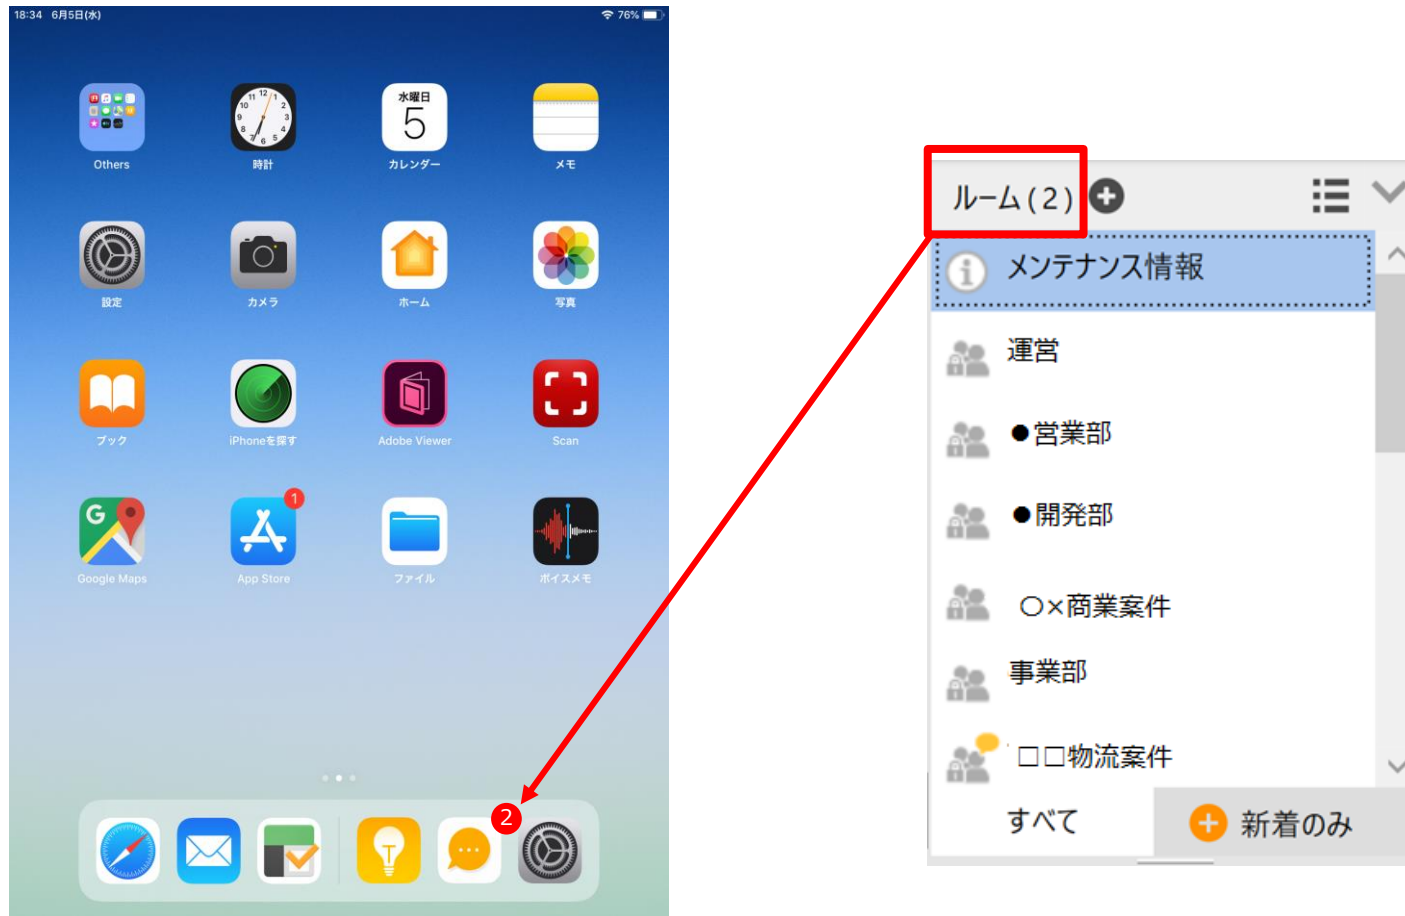 18:34 6月5日(水)
76%
Others
時計
水曜日
5
カレンダー
メモ
設定
カメラ
ホーム
写真
ブック
iPhoneを探す
Adobe Viewer
Scan
G
Google Maps
1
App Store
ファイル
ボイスメモ
2
ルーム(2)
メンテナンス情報
運営
●営業部
●開発部
〇×商業案件
事業部
□□物流案件
すべて
新着のみ